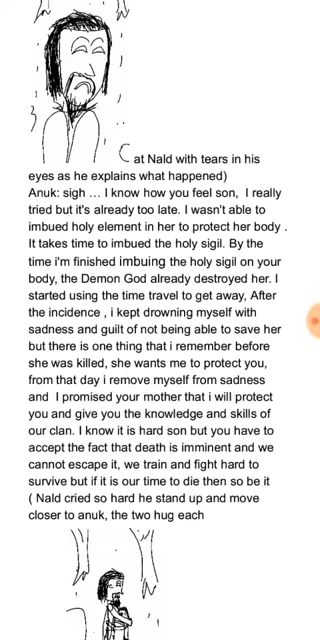 at Nald with tears in his
eyes as he explains what happened)
Anuk: sigh ... I know how you feel son,  I really
tried but it's already too late. I wasn't able to
imbued holy element in her to protect her body .
It takes time to imbued the holy sigil. By the
time i'm finished imbuing the holy sigil on your
body, the Demon God already destroyed her. I
started using the time travel to get away, After
the incidence , i kept drowning myself with
sadness and guilt of not being able to save her
but there is one thing that i remember before
she was killed, she wants me to protect you,
from that day i remove myself from sadness
and  I promised your mother that i will protect
you and give you the knowledge and skills of
our clan. I know it is hard son but you have to
accept the fact that death is imminent and we
cannot escape it, we train and fight hard to
survive but if it is our time to die then so be it
( Nald cried so hard he stand up and move
closer to anuk, the two hug each